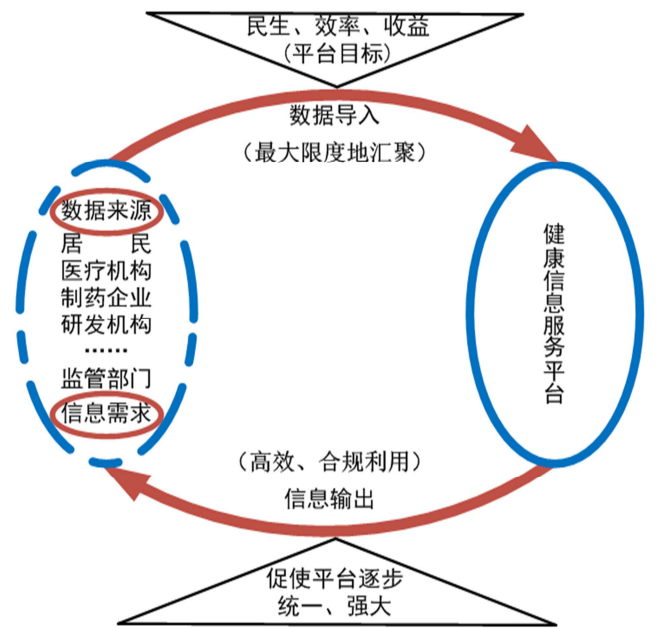 民生、效率、收益
(平台目标)
数据导入
（最大限度地汇聚）
数据来源
居 民
医疗机构
制药企业
研发机构
……
监管部门
信息需求
健康信息服务平台
（高效、合规利用）
信息输出
促使平台逐步
统一、强大